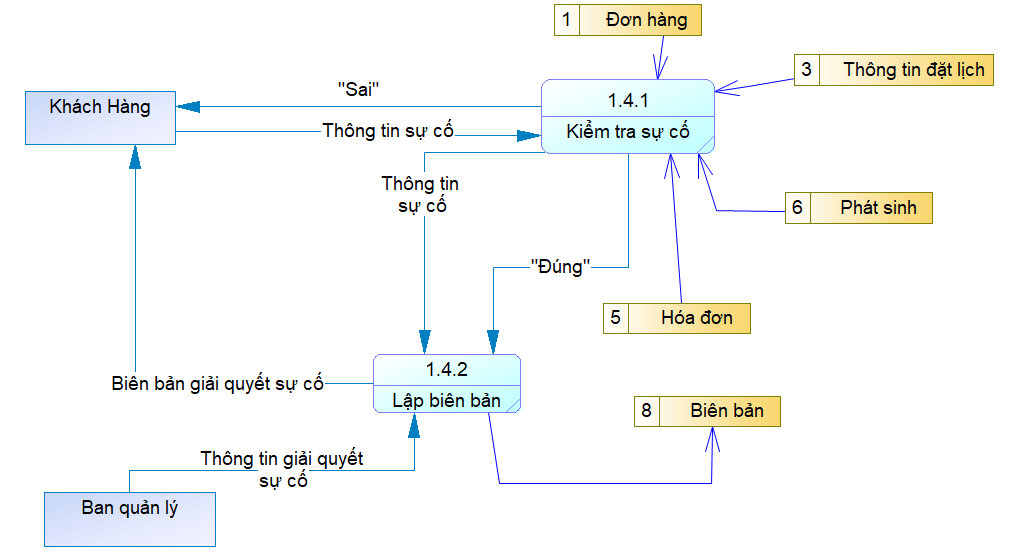 1 Đơn hàng
3 Thông tin đặt lịch
"Sai"
1.4.1
Khách Hàng
Thông tin sự cố
Kiểm tra sự cố
Thông tin
sự cố
6 Phát sinh
"Đúng"
5 Hóa đơn
1.4.2
Biên bản giải quyết sự cố
Lập biên bản
8 Biên bản
Thông tin giải quyết
sự cố
Ban quản lý